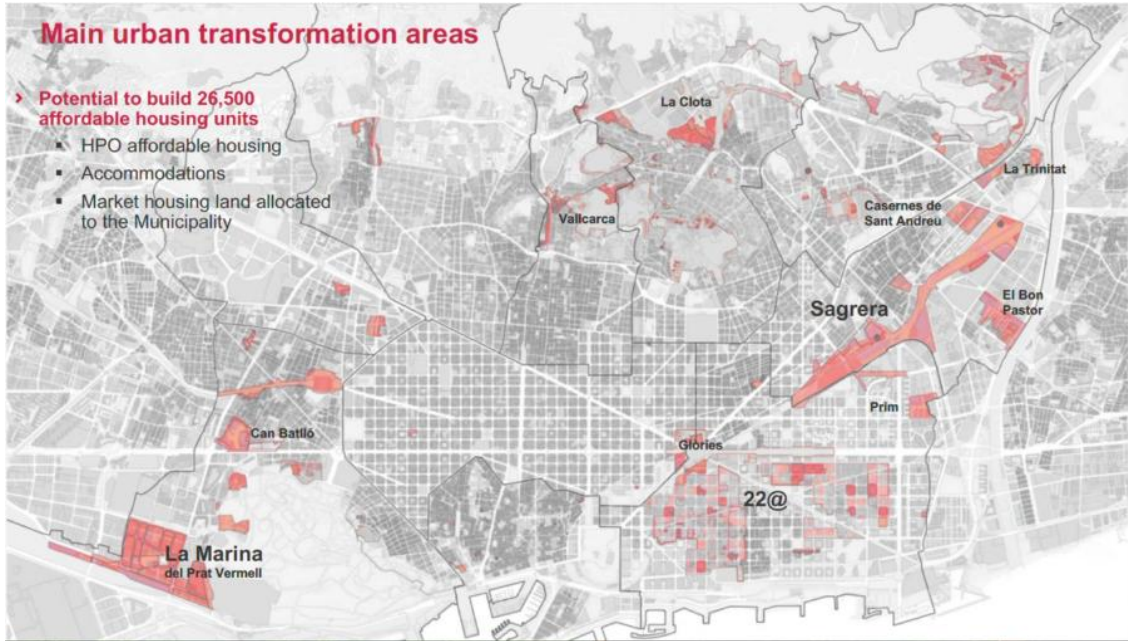 Main urban transformation areas
› Potential to build 26,500
affordable housing units
▪ HPO affordable housing
▪ Accommodations
▪ Market housing land allocated
to the Municipality
La Clota
La Trinitat
Vallcarca
Casernes de
Sant Andreu
Sagrera
El Bon
Pastor
Prim
Can Batlló
Glòries
22@
La Marina
del Prat Vermell